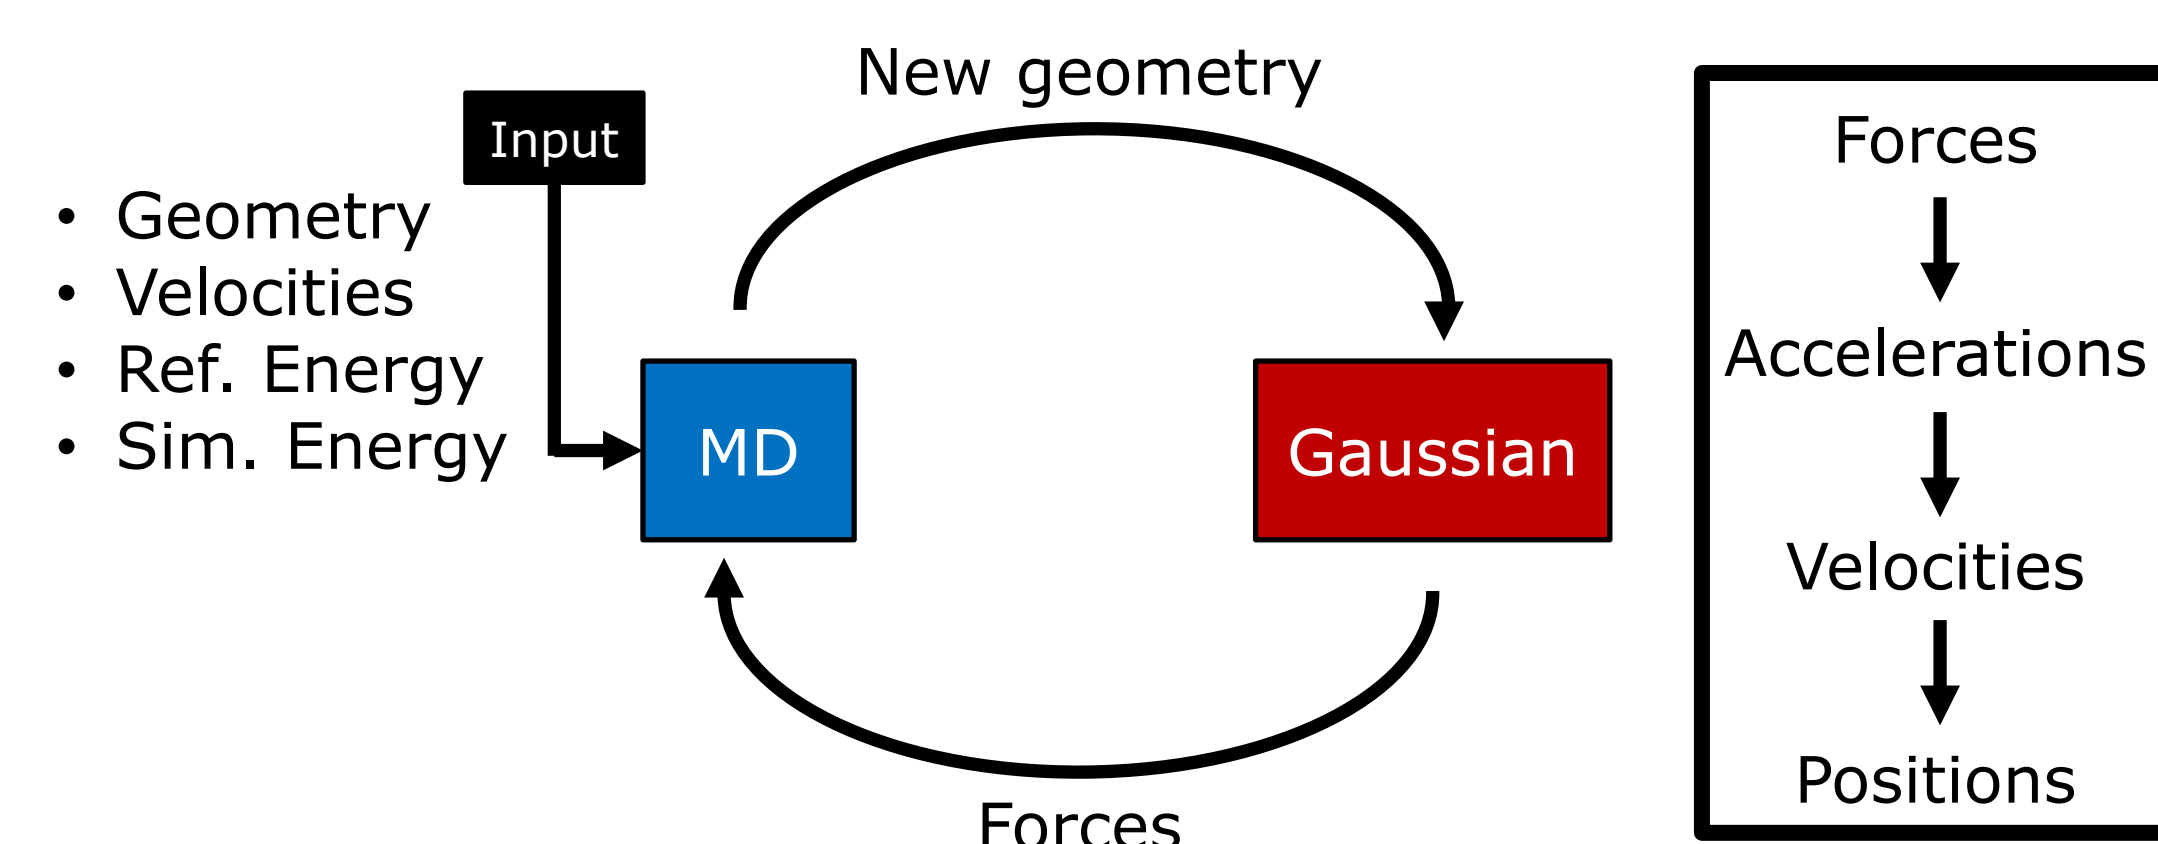 New geometry
Input
• Geometry
• Velocities
• Ref. Energy
• Sim. Energy
MD
Gaussian
Forces
Forces
Accelerations
Velocities
Positions